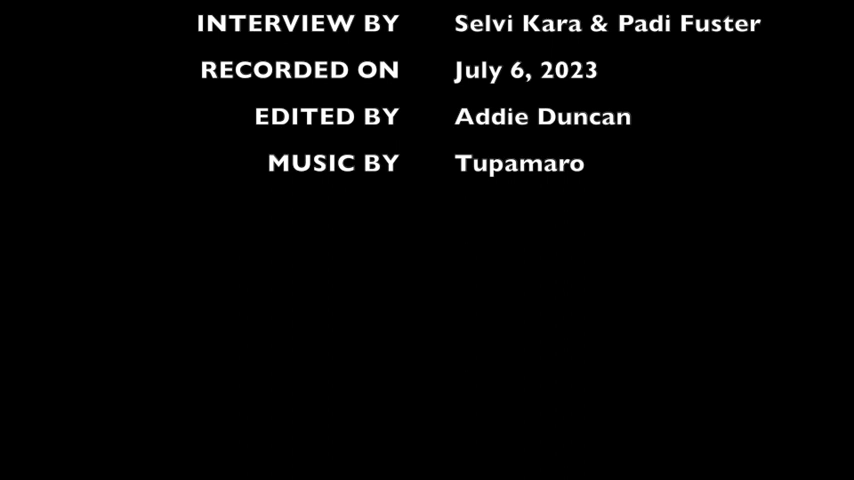 INTERVIEW BY Selvi Kara & Padi Fuster
RECORDED ON July 6, 2023
EDITED BY Addie Duncan
MUSIC BY Tupamaro